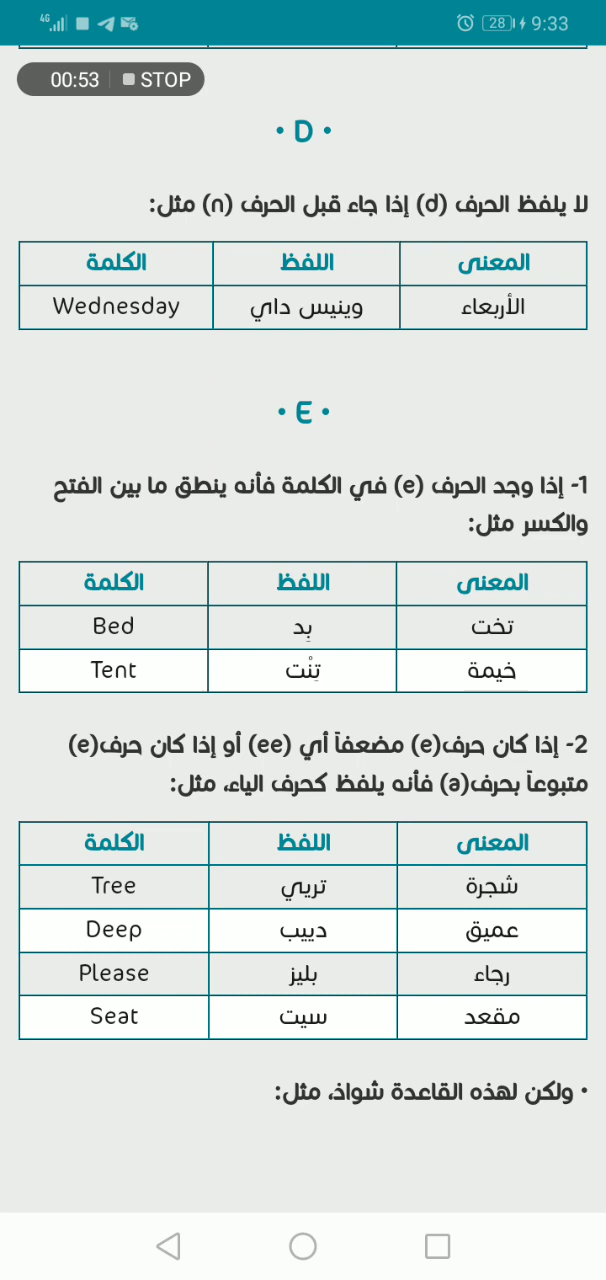 4G 28 9:33
00:53 STOP
• D •
لا يلفظ الحرف (d) إذا جاء قبل الحرف (n) مثل:
المعنى اللفظ الكلمة
الأربعاء وينيس داي Wednesday
• E •
1- إذا وجد الحرف (e) في الكلمة فأنه ينطق ما بين الفتح
والكسر مثل:
المعنى اللفظ الكلمة
تخت بِد Bed
خيمة تِنْت Tent
2- إذا كان حرف(e) مضعفاً أي (ee) أو إذا كان حرف(e)
متبوعاً بحرف(a) فأنه يلفظ كحرف الياء، مثل:
المعنى اللفظ الكلمة
شجرة تريي Tree
عميق دييب Deep
رجاء بليز Please
مقعد سيت Seat
• ولكن لهذه القاعدة شواذ، مثل: